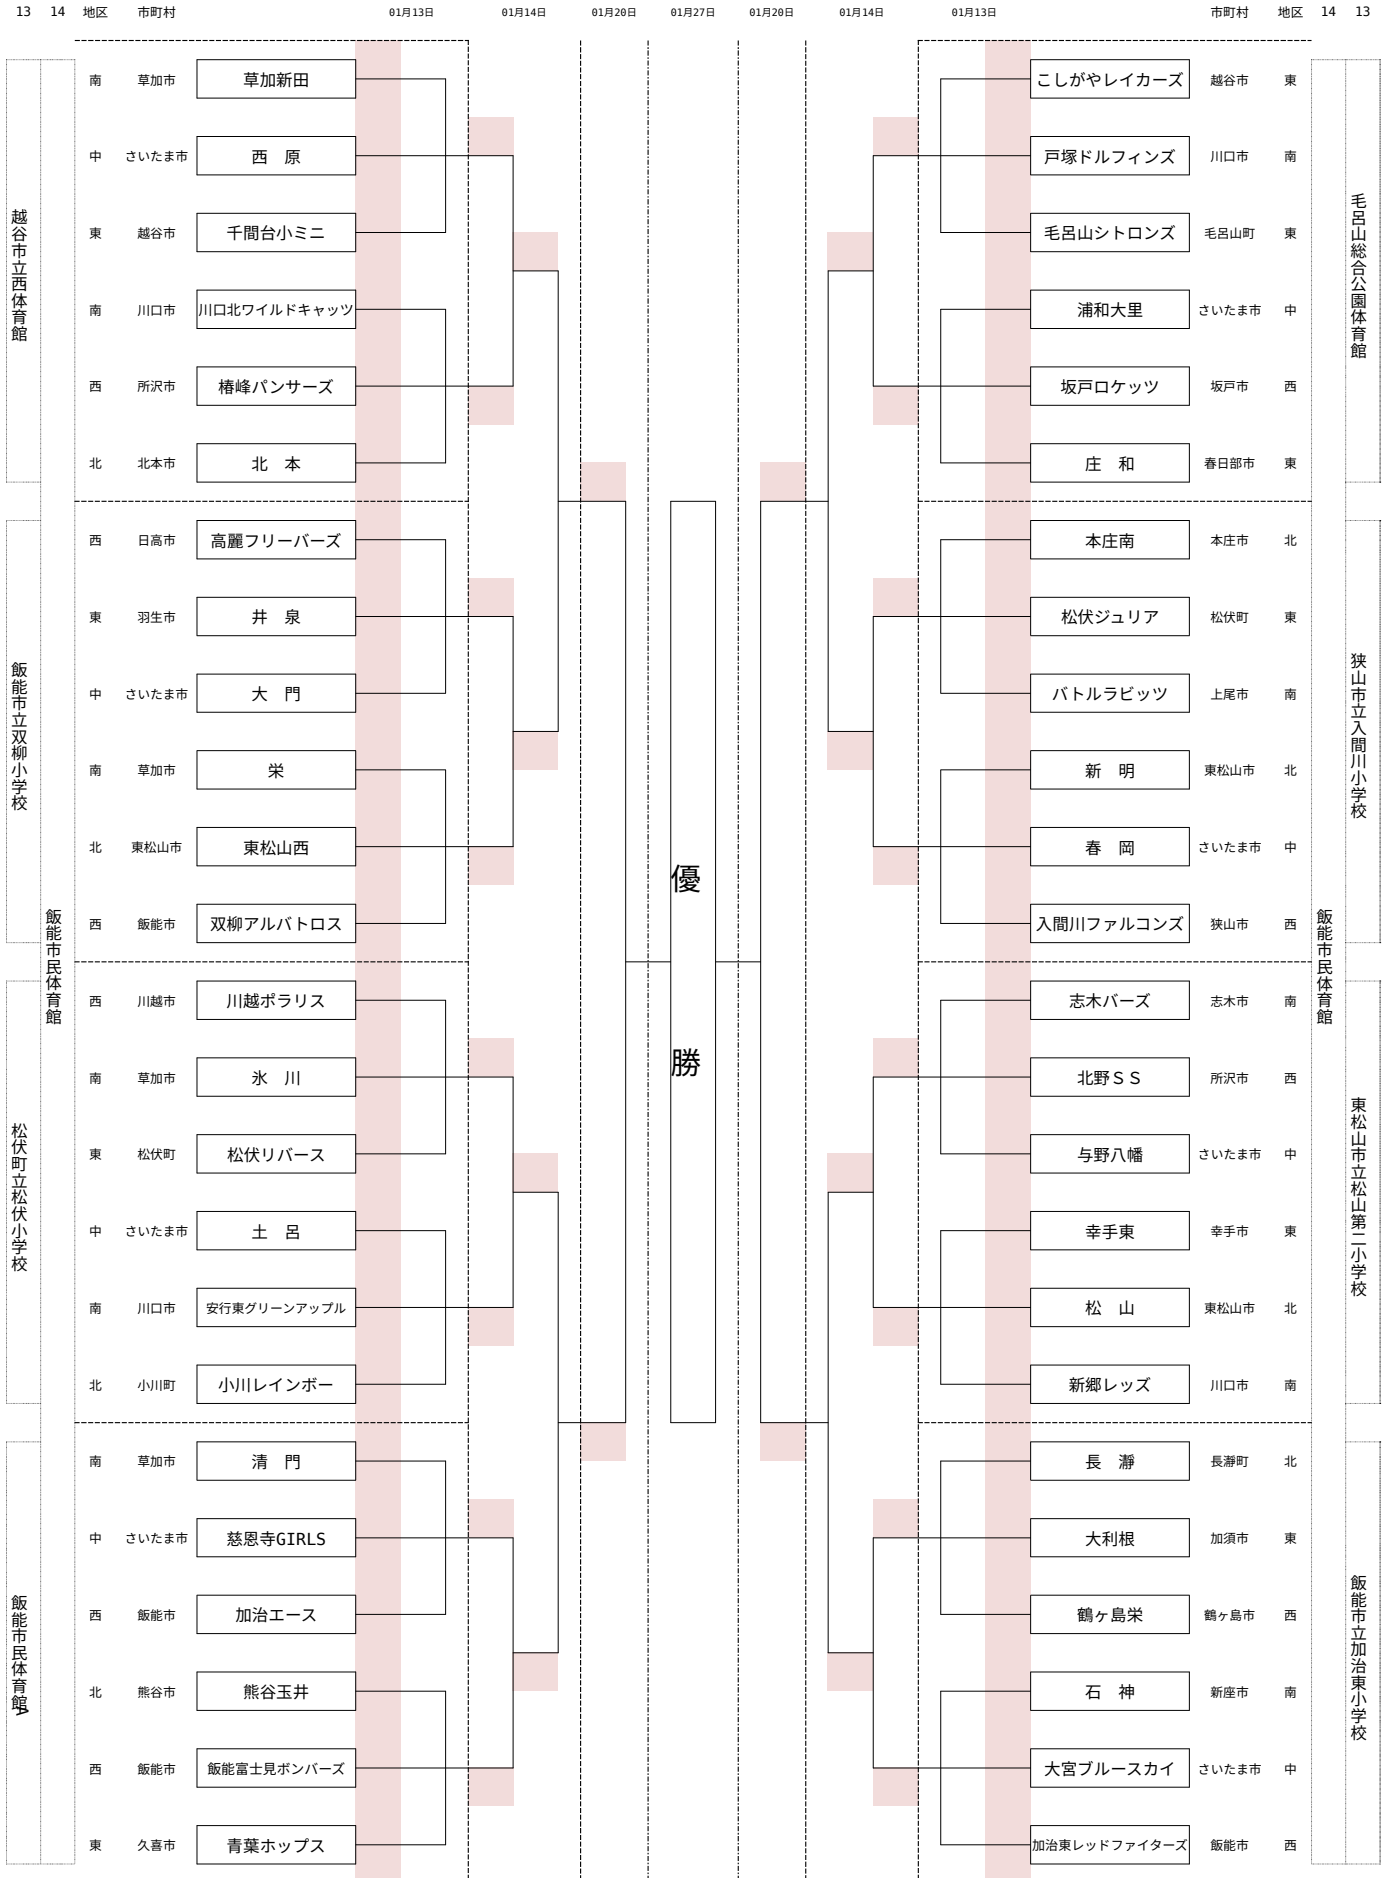 13 14 地区 市町村 01月13日 01月14日 01月20日 01月27日 01月20日 01月14日 01月13日 市町村 地区 14 13
南 草加市 草加新田
中 さいたま市 西　原
東 越谷市 千間台小ミニ
南 川口市 川口北ワイルドキャッツ
西 所沢市 椿峰パンサーズ
北 北本市 北　本
西 日高市 高麗フリーバーズ
東 羽生市 井　泉
中 さいたま市 大　門
南 草加市 栄
北 東松山市 東松山西
西 飯能市 双柳アルバトロス
西 川越市 川越ポラリス
南 草加市 氷　川
東 松伏町 松伏リバース
中 さいたま市 土　呂
南 川口市 安行東グリーンアップル
北 小川町 小川レインボー
南 草加市 清　門
中 さいたま市 慈恩寺GIRLS
西 飯能市 加治エース
北 熊谷市 熊谷玉井
西 飯能市 飯能富士見ボンバーズ
東 久喜市 青葉ホップス
越谷市立西体育館
飯能市立双柳小学校
松伏町立松伏小学校
飯能市民体育館A
飯能市民体育館
優勝
こしがやレイカーズ 越谷市 東
戸塚ドルフィンズ 川口市 南
毛呂山シトロンズ 毛呂山町 東
浦和大里 さいたま市 中
坂戸ロケッツ 坂戸市 西
庄　和 春日部市 東
本庄南 本庄市 北
松伏ジュリア 松伏町 東
バトルラビッツ 上尾市 南
新　明 東松山市 北
春　岡 さいたま市 中
入間川ファルコンズ 狭山市 西
志木バーズ 志木市 南
北野ＳＳ 所沢市 西
与野八幡 さいたま市 中
幸手東 幸手市 東
松　山 東松山市 北
新郷レッズ 川口市 南
長　瀞 長瀞町 北
大利根 加須市 東
鶴ヶ島栄 鶴ヶ島市 西
石　神 新座市 南
大宮ブルースカイ さいたま市 中
加治東レッドファイターズ 飯能市 西
飯能市民体育館
毛呂山総合公園体育館
狭山市立入間川小学校
東松山市立松山第二小学校
飯能市立加治東小学校